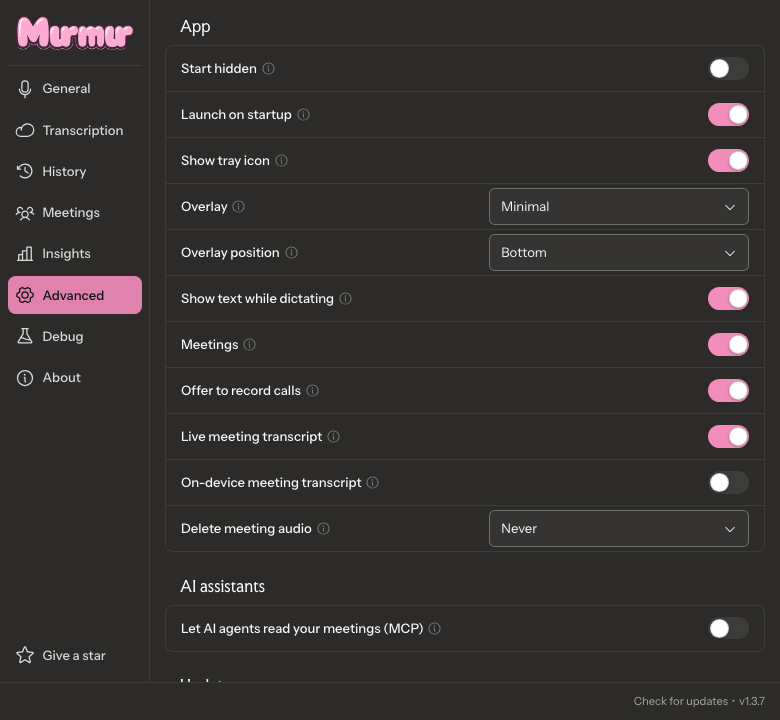 Murmur
General
Transcription
History
Meetings
Insights
Advanced
Debug
About
Give a star
App
Start hidden
Launch on startup
Show tray icon
Overlay
Minimal
Overlay position
Bottom
Show text while dictating
Meetings
Offer to record calls
Live meeting transcript
On-device meeting transcript
Delete meeting audio
Never
AI assistants
Let AI agents read your meetings (MCP)
Check for updates • v1.3.7